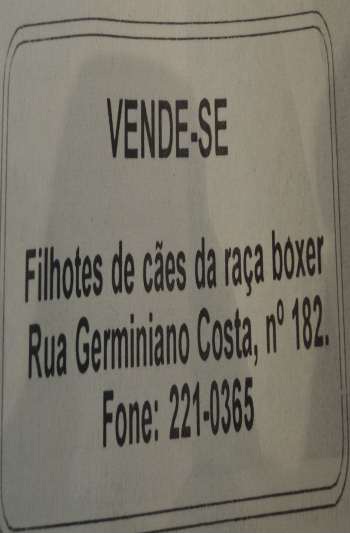 VENDE-SE
Filhotes de cães da raça boxer
Rua Germiniano Costa, nº 182.
Fone: 221-0365